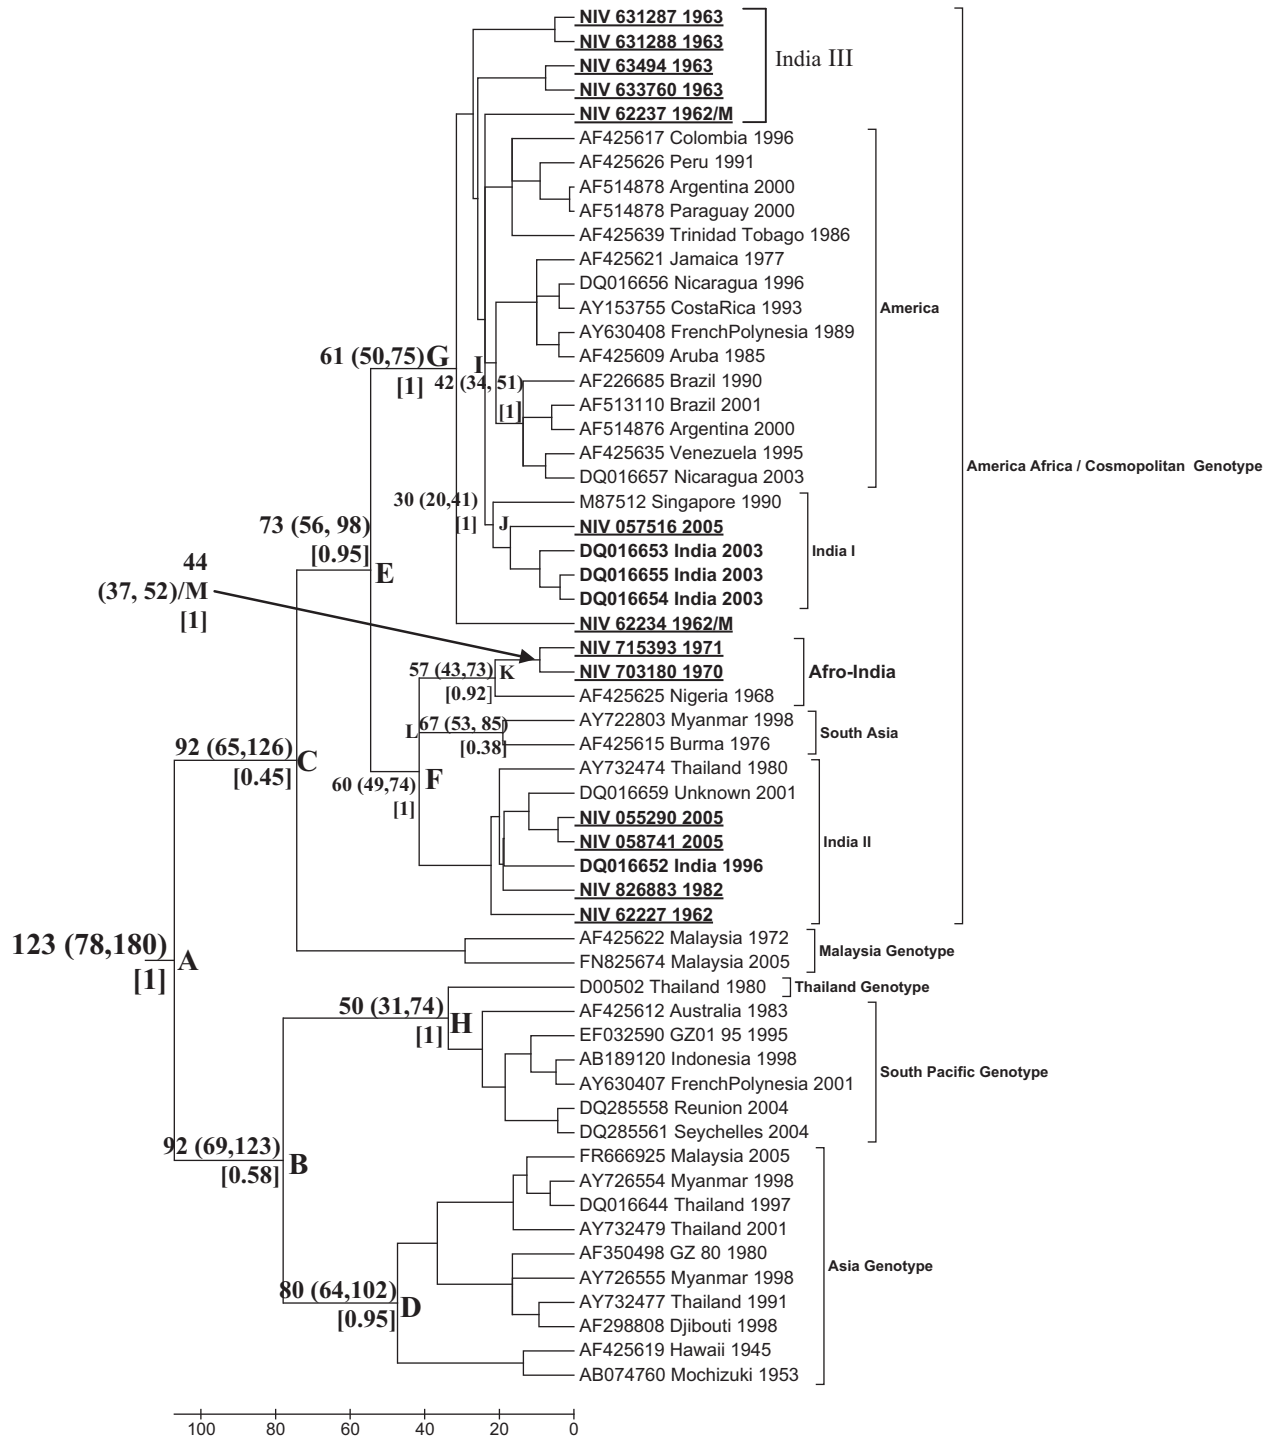 NIV 631287 1963
NIV 631288 1963
India III
NIV 63494 1963
NIV 633760 1963
NIV 62237 1962/M
AF425617 Colombia 1996
AF425626 Peru 1991
AF514878 Argentina 2000
AF514878 Paraguay 2000
AF425639 Trinidad Tobago 1986
AF425621 Jamaica 1977
DQ016656 Nicaragua 1996
AY153755 CostaRica 1993
America
AY630408 FrenchPolynesia 1989
AF425609 Aruba 1985
61 (50,75) G
[1]
I
42 (34, 51)
[1]
AF226685 Brazil 1990
AF513110 Brazil 2001
AF514876 Argentina 2000
AF425635 Venezuela 1995
America Africa / Cosmopolitan Genotype
DQ016657 Nicaragua 2003
M87512 Singapore 1990
30 (20,41)
[1]
J
NIV 057516 2005
DQ016653 India 2003
India I
DQ016655 India 2003
DQ016654 India 2003
73 (56, 98)
[0.95]
E
44
(37, 52)/M
[1]
NIV 62234 1962/M
NIV 715393 1971
NIV 703180 1970
Afro-India
57 (43,73)
[0.92]
K
AF425625 Nigeria 1968
AY722803 Myanmar 1998
South Asia
L
67 (53, 85)
[0.38]
AF425615 Burma 1976
92 (65,126)
[0.45]
C
AY732474 Thailand 1980
60 (49,74)
[1]
F
DQ016659 Unknown 2001
NIV 055290 2005
NIV 058741 2005
India II
DQ016652 India 1996
NIV 826883 1982
NIV 62227 1962
123 (78,180)
[1]
A
AF425622 Malaysia 1972
Malaysia Genotype
FN825674 Malaysia 2005
D00502 Thailand 1980
Thailand Genotype
50 (31,74)
[1]
H
AF425612 Australia 1983
EF032590 GZ01 95 1995
AB189120 Indonesia 1998
South Pacific Genotype
AY630407 FrenchPolynesia 2001
DQ285558 Reunion 2004
DQ285561 Seychelles 2004
92 (69,123)
[0.58]
B
FR666925 Malaysia 2005
AY726554 Myanmar 1998
DQ016644 Thailand 1997
AY732479 Thailand 2001
AF350498 GZ 80 1980
Asia Genotype
AY726555 Myanmar 1998
80 (64,102)
[0.95]
D
AY732477 Thailand 1991
AF298808 Djibouti 1998
AF425619 Hawaii 1945
AB074760 Mochizuki 1953
100 80 60 40 20 0